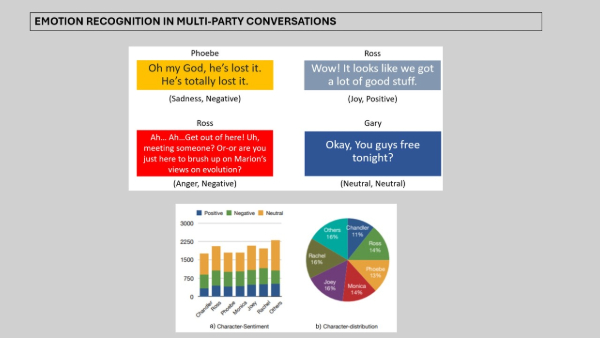 EMOTION RECOGNITION IN MULTI-PARTY CONVERSATIONS
Phoebe
Oh my God, he's lost it.
He's totally lost it.
(Sadness, Negative)
Ross
Wow! It looks like we got
a lot of good stuff.
(Joy, Positive)
Ross
Ah... Ah...Get out of here! Uh,
meeting someone? Or-or are you
just here to brush up on Marion's
views on evolution?
(Anger, Negative)
Gary
Okay, You guys free
tonight?
(Neutral, Neutral)
Positive Negative Neutral
3000
2250
1500
750
0
Chandler
Ross
Phoebe
Monica
Joey
Rachel
Others
a) Character-Sentiment
Others
16%
Chandler
11%
Ross
14%
Phoebe
12%
Monica
14%
Joey
16%
Rachel
16%
b) Character-distribution